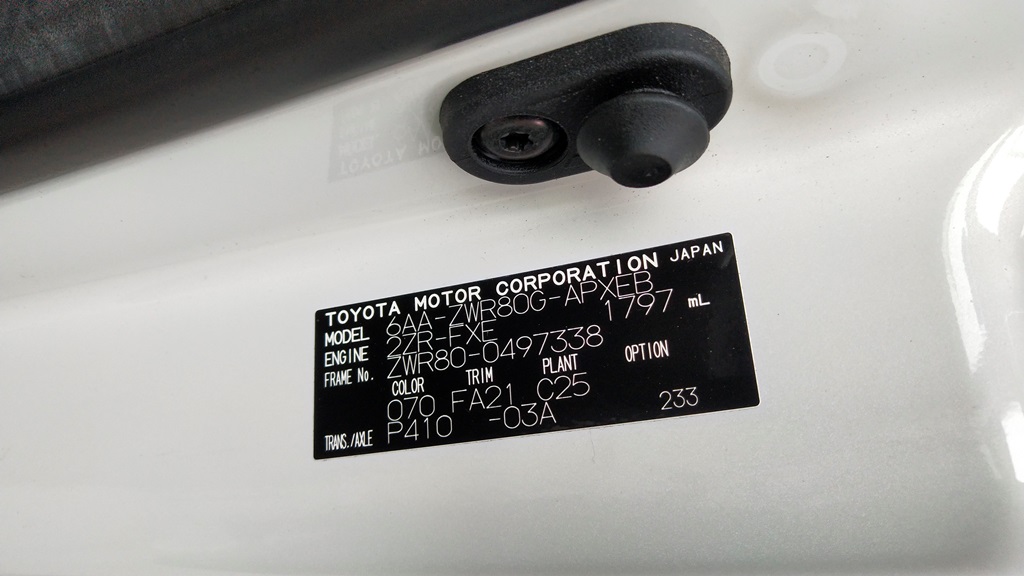 TOYOTA MOTOR CORPORATION JAPAN
MODEL 6AA-ZWR80G-APXEB
ENGINE 2ZR-FXE 1797 mL
FRAME No. ZWR80-0497338
COLOR TRIM PLANT OPTION
070 FA21 C25
TRANS./AXLE P410 -03A 233